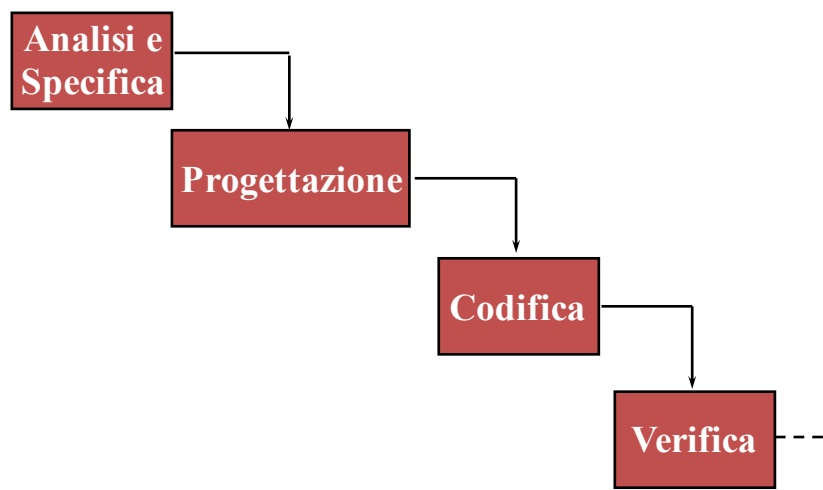 Analisi e
Specifica
Progettazione
Codifica
Verifica